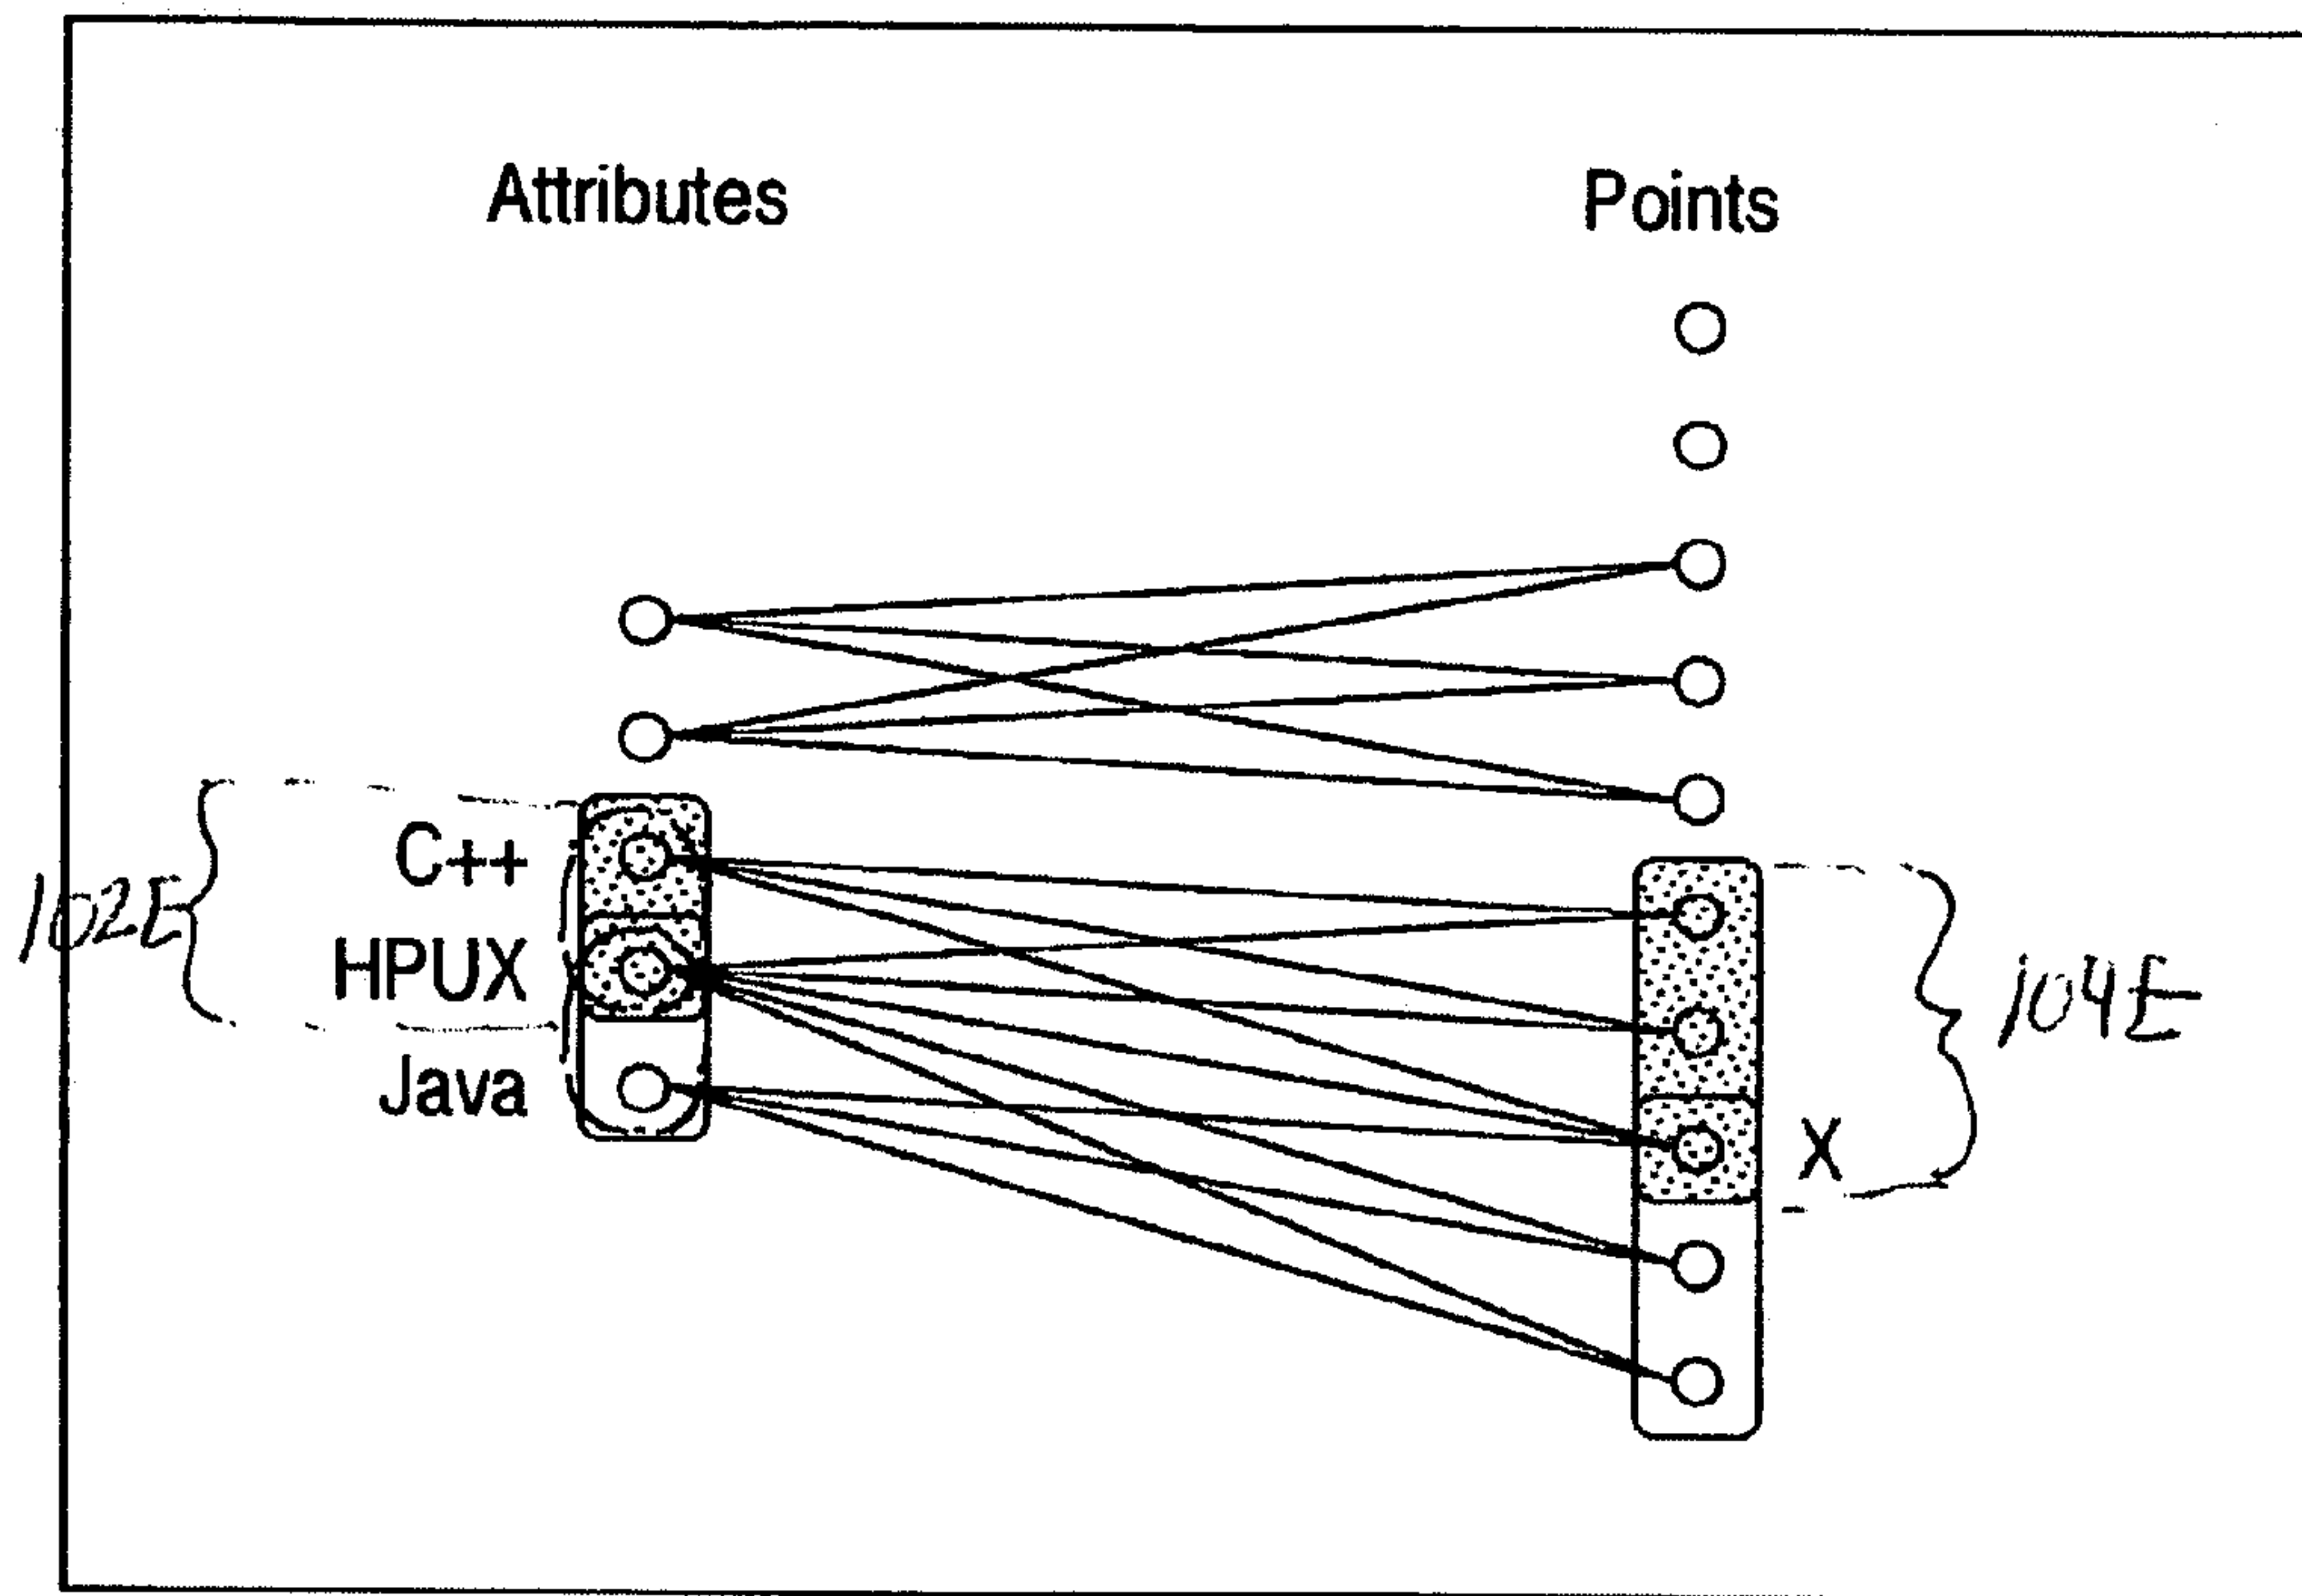 Attributes
Points
C++
102E
HPUX
104E
Java
X